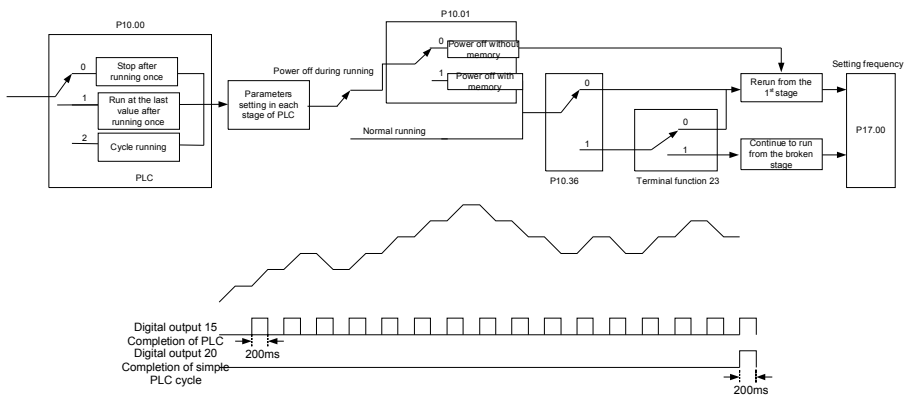 P10.00
0
Stop after
running once
1
Run at the last
value after
running once
2
Cycle running
PLC
Parameters
setting in each
stage of PLC
Power off during running
Normal running
P10.01
0
Power off without
memory
1
Power off with
memory
0
1
P10.36
0
1
Terminal function 23
Rerun from the
1st stage
Continue to run
from the broken
stage
Setting frequency
P17.00
Digital output 15
Completion of PLC
200ms
Digital output 20
Completion of simple
PLC cycle
200ms